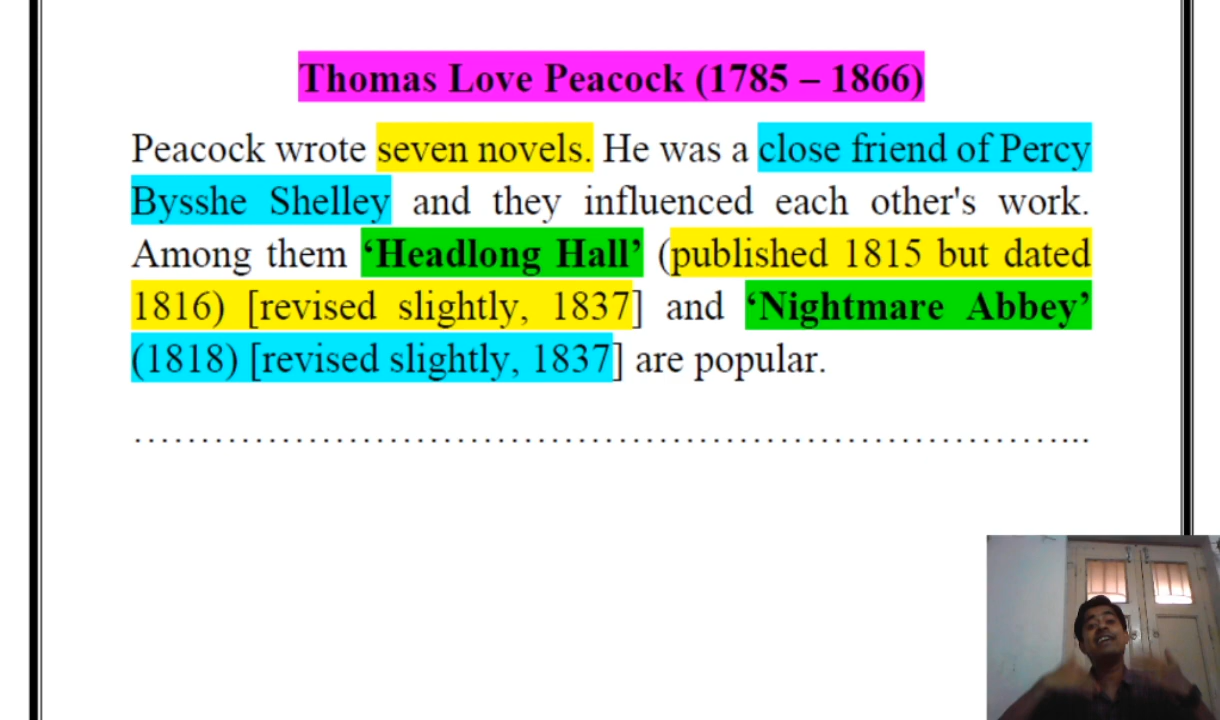 Thomas Love Peacock (1785 – 1866)
Peacock wrote seven novels. He was a close friend of Percy
Bysshe Shelley and they influenced each other's work.
Among them ‘Headlong Hall’ (published 1815 but dated
1816) [revised slightly, 1837] and ‘Nightmare Abbey’
(1818) [revised slightly, 1837] are popular.
………………………………………………………………...